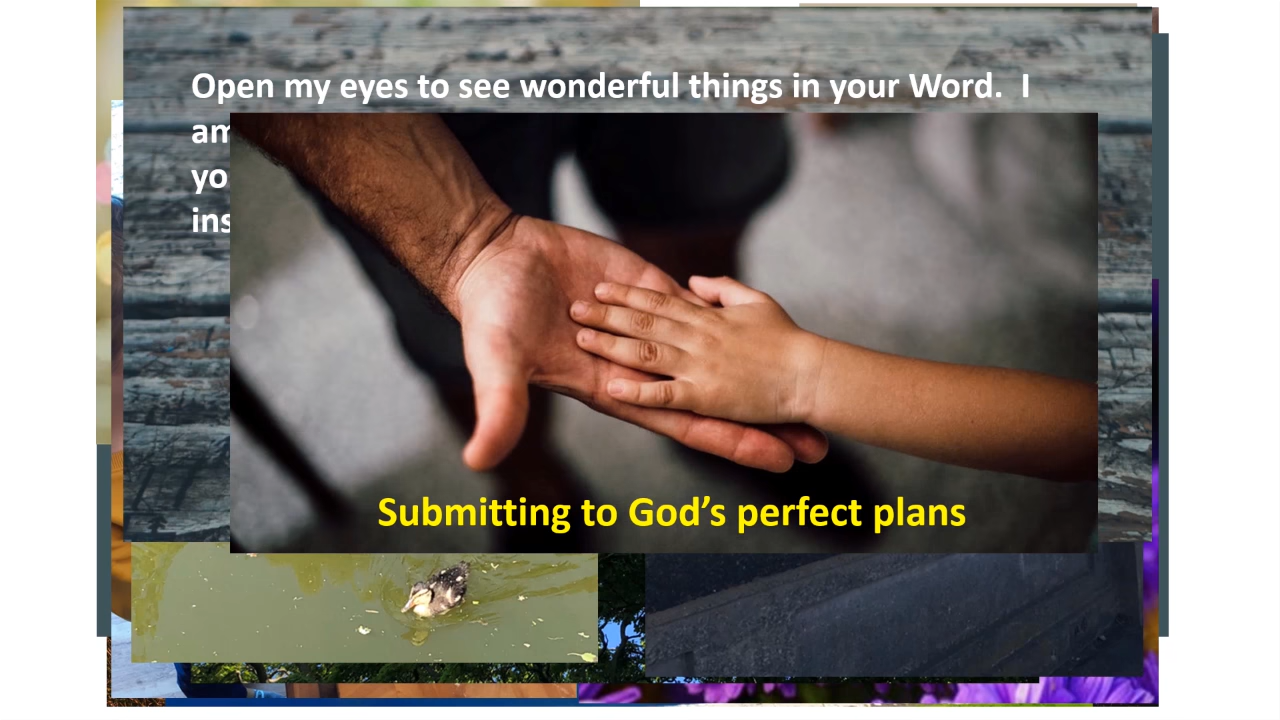 Open my eyes to see wonderful things in your Word.  I
am
yo
ins
Submitting to God’s perfect plans